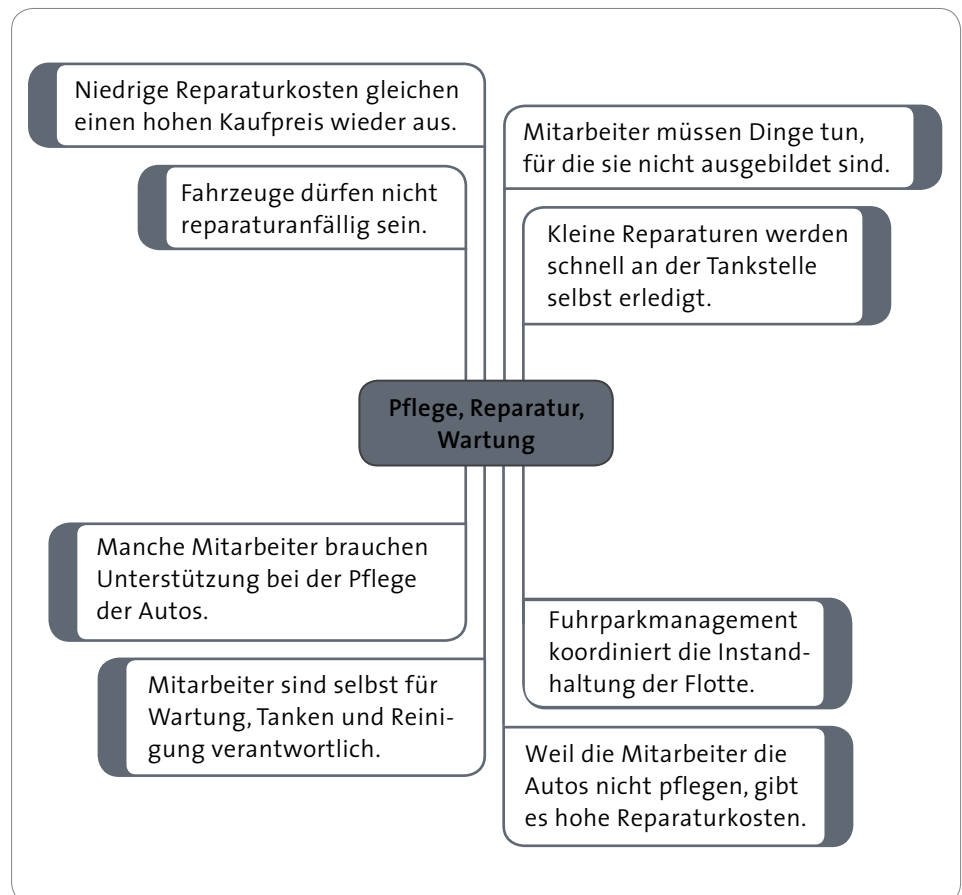 Niedrige Reparaturkosten gleichen
einen hohen Kaufpreis wieder aus.
Mitarbeiter müssen Dinge tun,
für die sie nicht ausgebildet sind.
Fahrzeuge dürfen nicht
reparaturanfällig sein.
Kleine Reparaturen werden
schnell an der Tankstelle
selbst erledigt.
Pflege, Reparatur,
Wartung
Manche Mitarbeiter brauchen
Unterstützung bei der Pflege
der Autos.
Fuhrparkmanagement
koordiniert die Instand-
haltung der Flotte.
Mitarbeiter sind selbst für
Wartung, Tanken und Reini-
gung verantwortlich.
Weil die Mitarbeiter die
Autos nicht pflegen, gibt
es hohe Reparaturkosten.